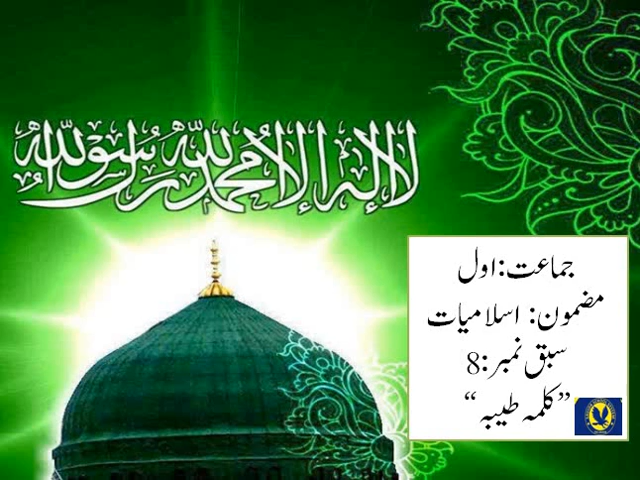 لا إله إلا الله محمد رسول الله
جماعت:اول
مضمون: اسلامیات
سبق نمبر:8
”کلمہ طیبہ“